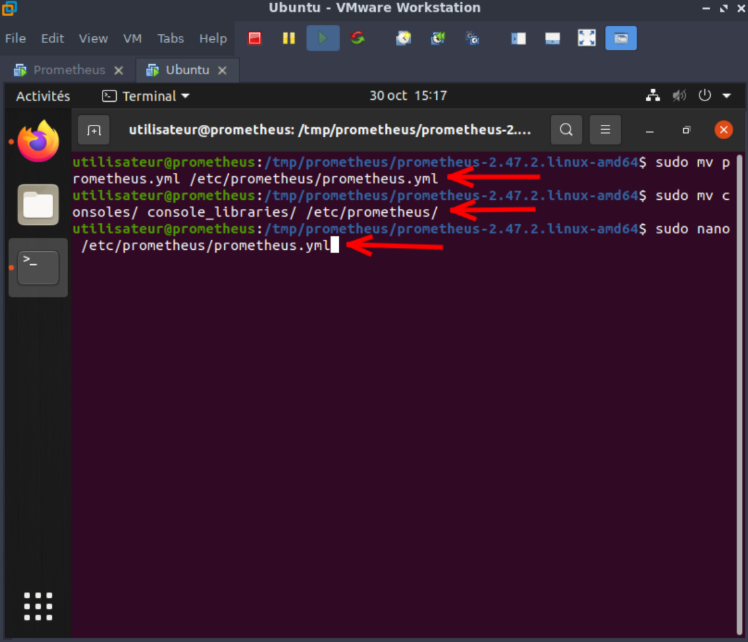 Ubuntu - VMware Workstation
File Edit View VM Tabs Help
Prometheus Ubuntu
Activités Terminal 30 oct 15:17
utilisateur@prometheus: /tmp/prometheus/prometheus-2....
utilisateur@prometheus:/tmp/prometheus/prometheus-2.47.2.linux-amd64$ sudo mv p
rometheus.yml /etc/prometheus/prometheus.yml
utilisateur@prometheus:/tmp/prometheus/prometheus-2.47.2.linux-amd64$ sudo mv c
onsoles/ console_libraries/ /etc/prometheus/
utilisateur@prometheus:/tmp/prometheus/prometheus-2.47.2.linux-amd64$ sudo nano
/etc/prometheus/prometheus.yml